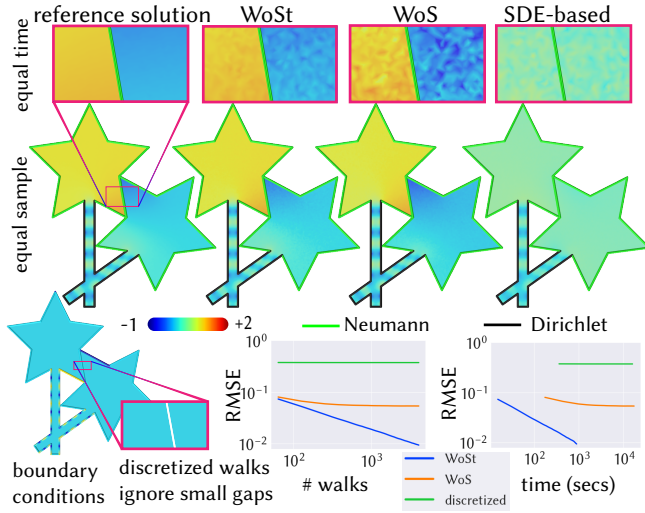 reference solution WoSt WoS SDE-based
equal time
equal sample
-1 +2 Neumann Dirichlet
boundary
conditions
discretized walks
ignore small gaps
RMSE
10⁰
10⁻¹
10⁻²
10² 10³
# walks
RMSE
10⁰
10⁻¹
10⁻²
10² 10³ 10⁴
time (secs)
WoSt
WoS
discretized